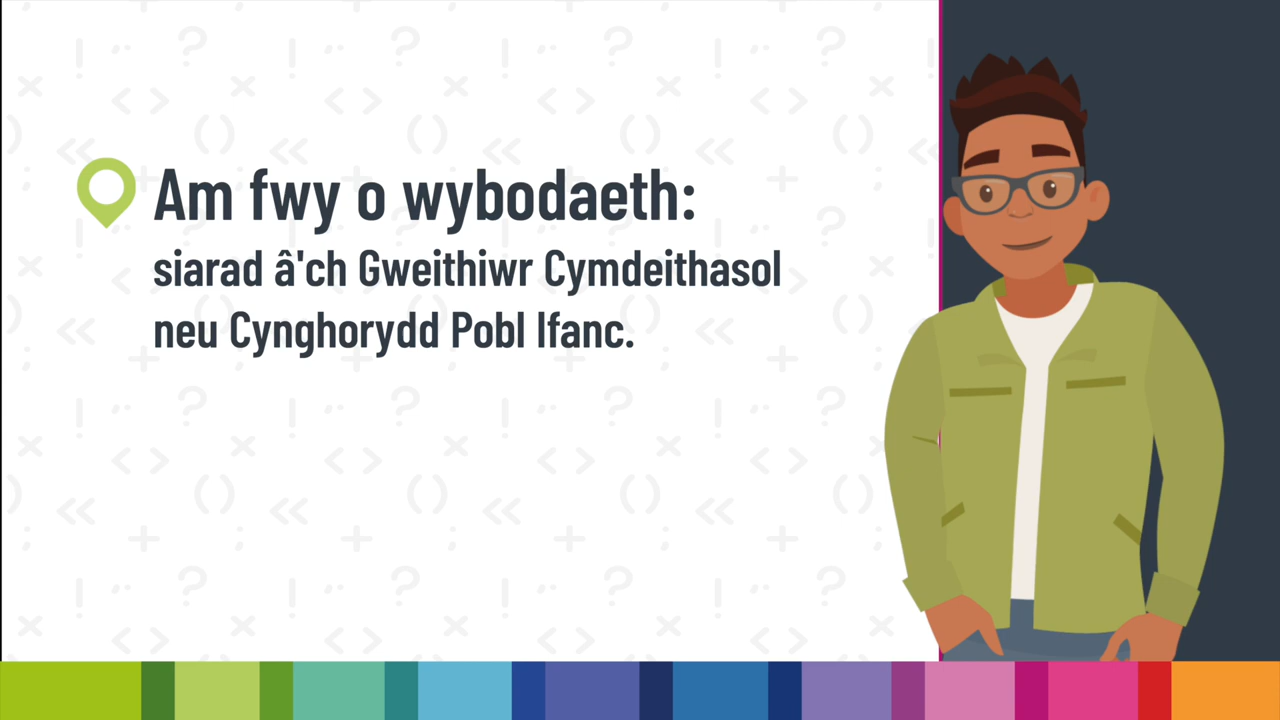 Am fwy o wybodaeth:
siarad â'ch Gweithiwr Cymdeithasol
neu Cynghorydd Pobl Ifanc.